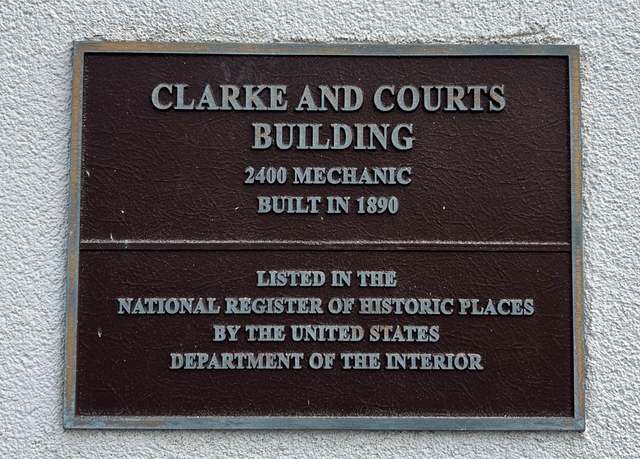 CLARKE AND COURTS
BUILDING
2400 MECHANIC
BUILT IN 1890
LISTED IN THE
NATIONAL REGISTER OF HISTORIC PLACES
BY THE UNITED STATES
DEPARTMENT OF THE INTERIOR